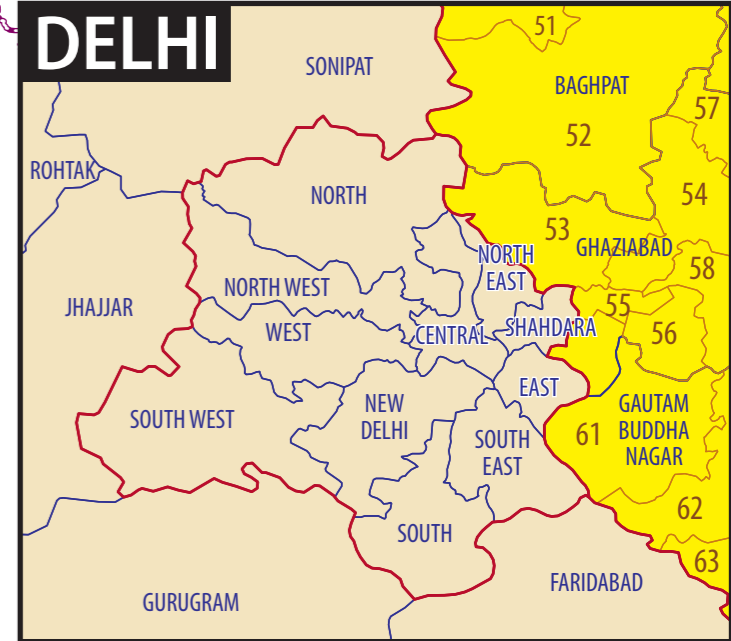 DELHI
51
SONIPAT
BAGHPAT
57
52
ROHTAK
NORTH
54
53
GHAZIABAD
NORTH
EAST
58
NORTH WEST
JHAJJAR
55
WEST
CENTRAL
SHAHDARA
56
EAST
SOUTH WEST
NEW
DELHI
GAUTAM
BUDDHA
NAGAR
61
SOUTH
EAST
62
SOUTH
63
FARIDABAD
GURUGRAM